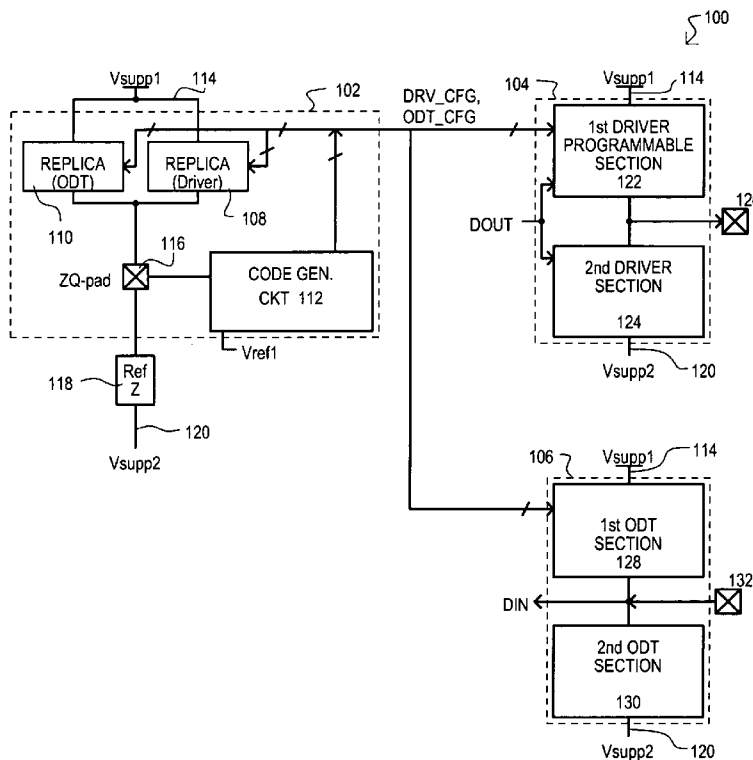 100
Vsupp1
114
102
REPLICA
(ODT)
110
REPLICA
(Driver)
108
DRV_CFG,
ODT_CFG
116
ZQ-pad
CODE GEN.
CKT 112
Vref1
118
Ref
Z
120
Vsupp2
104
Vsupp1
114
1st DRIVER
PROGRAMMABLE
SECTION
122
DOUT
2nd DRIVER
SECTION
124
Vsupp2
120
106
Vsupp1
114
1st ODT
SECTION
128
DIN
132
2nd ODT
SECTION
130
Vsupp2
120